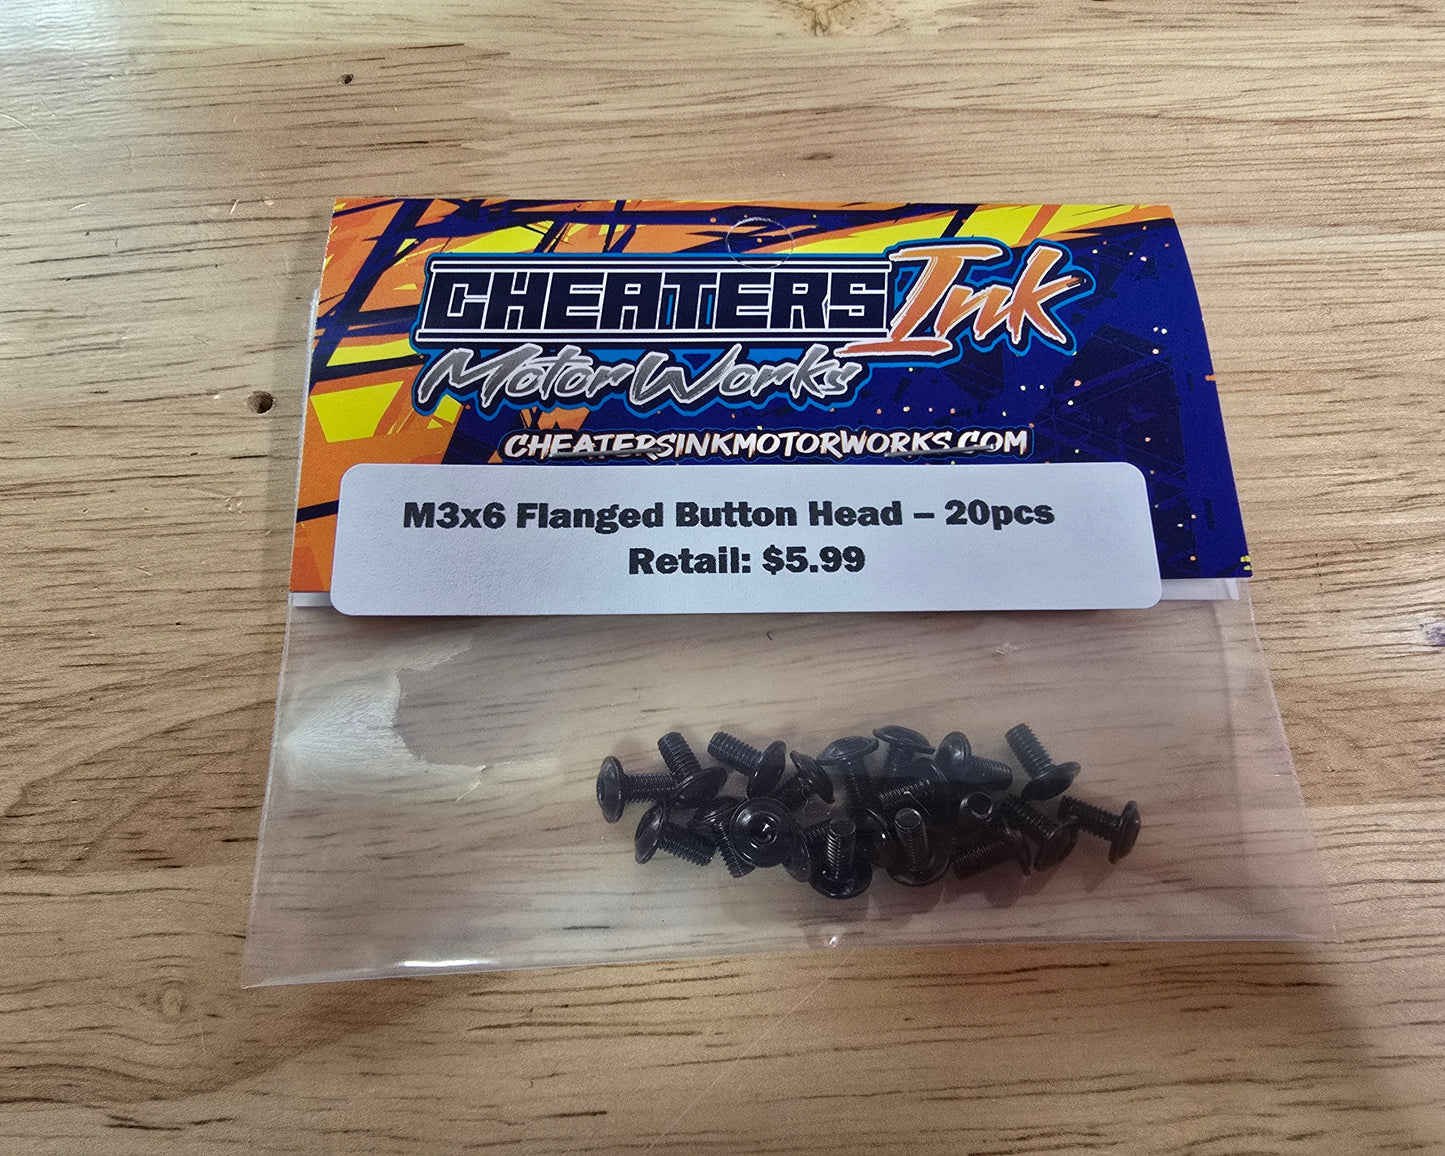 CHEATERS Ink
MotorWorks
CHEATERSINKMOTORWORKS.COM
M3x6 Flanged Button Head – 20pcs
Retail: $5.99